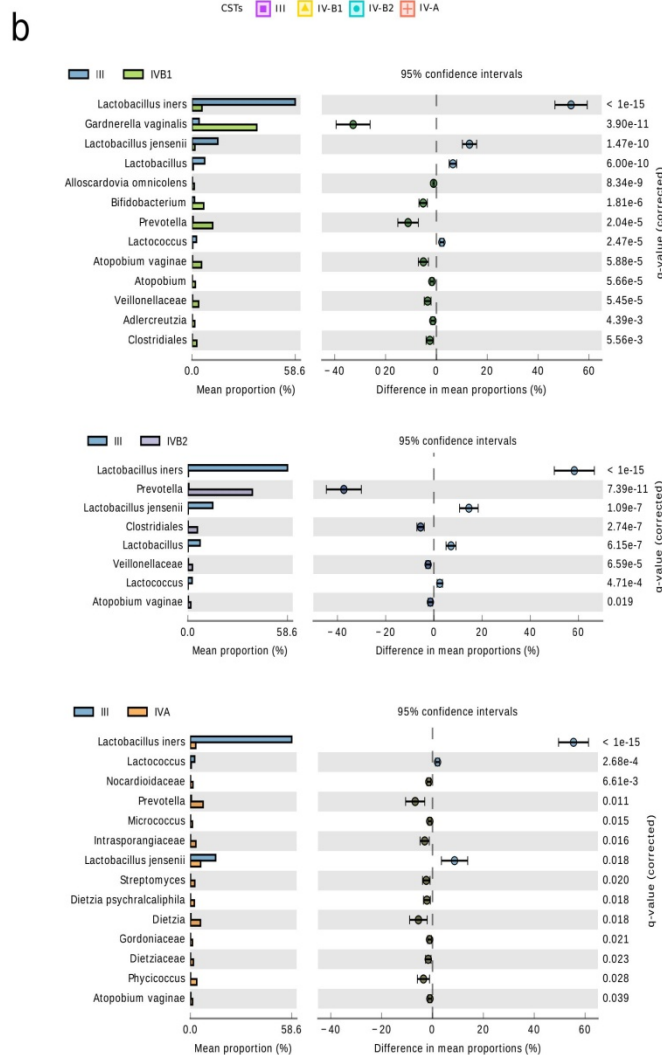 CSTs III IV-B1 IV-B2 IV-A
b
III IVB1 95% confidence intervals
Lactobacillus iners < 1e-15
Gardnerella vaginalis 3.90e-11
Lactobacillus jensenii 1.47e-10
Lactobacillus 6.00e-10
Alloscardovia omnicolens 8.34e-9
Bifidobacterium 1.81e-6
Prevotella 2.04e-5
Lactococcus 2.47e-5
Atopobium vaginae 5.88e-5
Atopobium 5.66e-5
Veillonellaceae 5.45e-5
Adlercreutzia 4.39e-3
Clostridiales 5.56e-3
q-value (corrected)
0.0 58.6 −40 0 20 0 20 40 60
Mean proportion (%) Difference in mean proportions (%)
III IVB2 95% confidence intervals
Lactobacillus iners < 1e-15
Prevotella 7.39e-11
Lactobacillus jensenii 1.09e-7
Clostridiales 2.74e-7
Lactobacillus 6.15e-7
Veillonellaceae 6.59e-5
Lactococcus 4.71e-4
Atopobium vaginae 0.019
q-value (corrected)
0.0 58.6 −40 −20 0 20 40 60
Mean proportion (%) Difference in mean proportions (%)
III IVA 95% confidence intervals
Lactobacillus iners < 1e-15
Lactococcus 2.68e-4
Nocardioidaceae 6.61e-3
Prevotella 0.011
Micrococcus 0.015
Intrasporangiaceae 0.016
Lactobacillus jensenii 0.018
Streptomyces 0.020
Dietzia psychralcaliphila 0.018
Dietzia 0.018
Gordoniaceae 0.021
Dietziaceae 0.023
Phycicoccus 0.028
Atopobium vaginae 0.039
q-value (corrected)
0.0 58.6 −40 −20 0 20 40 60
Mean proportion (%) Difference in mean proportions (%)